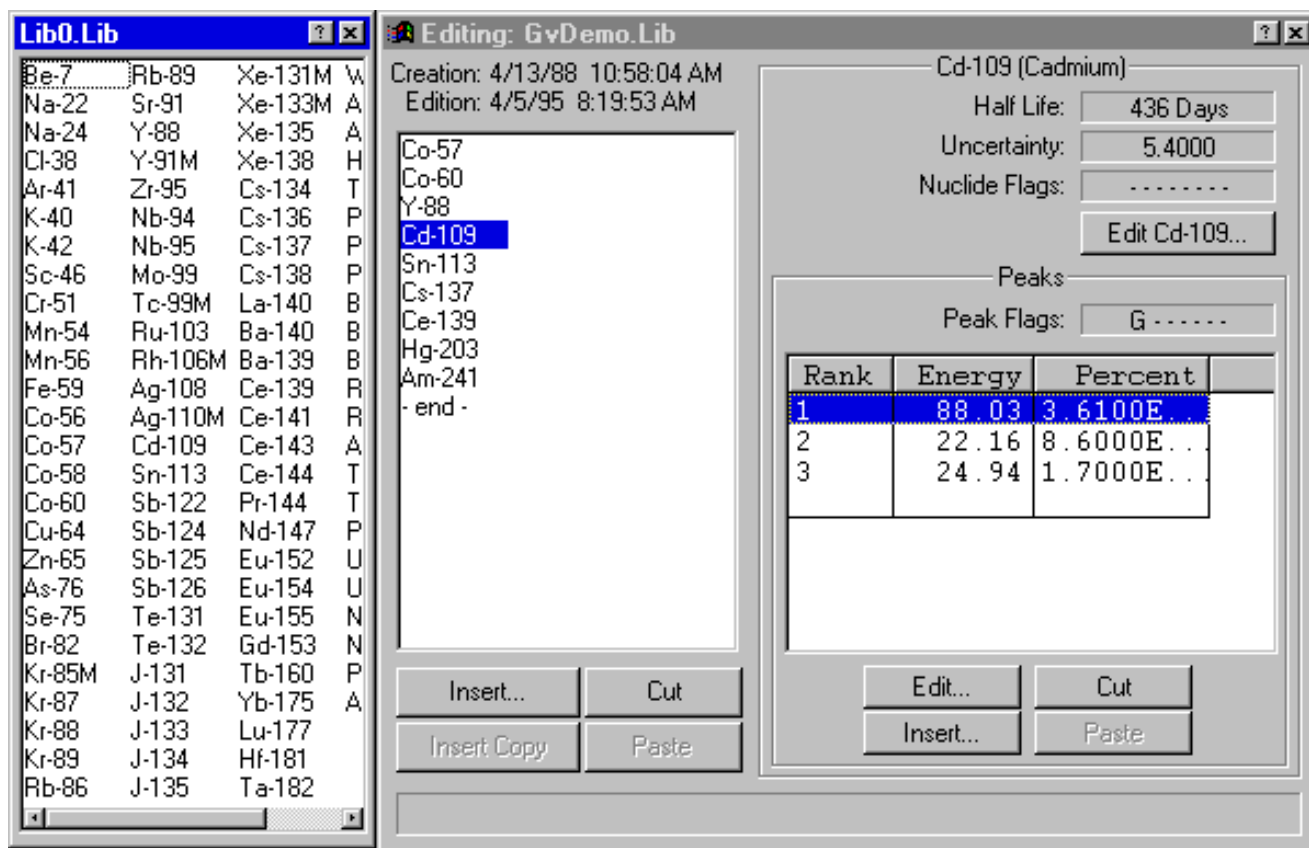 Lib0.Lib
Be-7 Rb-89 Xe-131M W
Na-22 Sr-91 Xe-133M A
Na-24 Y-88 Xe-135 A
Cl-38 Y-91M Xe-138 H
Ar-41 Zr-95 Cs-134 T
K-40 Nb-94 Cs-136 P
K-42 Nb-95 Cs-137 P
Sc-46 Mo-99 Cs-138 P
Cr-51 Tc-99M La-140 B
Mn-54 Ru-103 Ba-140 B
Mn-56 Rh-106M Ba-139 B
Fe-59 Ag-108 Ce-139 R
Co-56 Ag-110M Ce-141 R
Co-57 Cd-109 Ce-143 A
Co-58 Sn-113 Ce-144 T
Co-60 Sb-122 Pr-144 T
Cu-64 Sb-124 Nd-147 P
Zn-65 Sb-125 Eu-152 U
As-76 Sb-126 Eu-154 U
Se-75 Te-131 Eu-155 N
Br-82 Te-132 Gd-153 N
Kr-85M J-131 Tb-160 P
Kr-87 J-132 Yb-175 A
Kr-88 J-133 Lu-177
Kr-89 J-134 Hf-181
Rb-86 J-135 Ta-182
Editing: GvDemo.Lib
Creation: 4/13/88 10:58:04 AM
Edition: 4/5/95 8:19:53 AM
Co-57
Co-60
Y-88
Cd-109
Sn-113
Cs-137
Ce-139
Hg-203
Am-241
- end -
Insert... Cut
Insert Copy Paste
Cd-109 (Cadmium)
Half Life: 436 Days
Uncertainty: 5.4000
Nuclide Flags: - - - - - - - -
Edit Cd-109...
Peaks
Peak Flags: G - - - - - -
Rank Energy Percent
1 88.03 3.6100E...
2 22.16 8.6000E...
3 24.94 1.7000E...
Edit... Cut
Insert... Paste